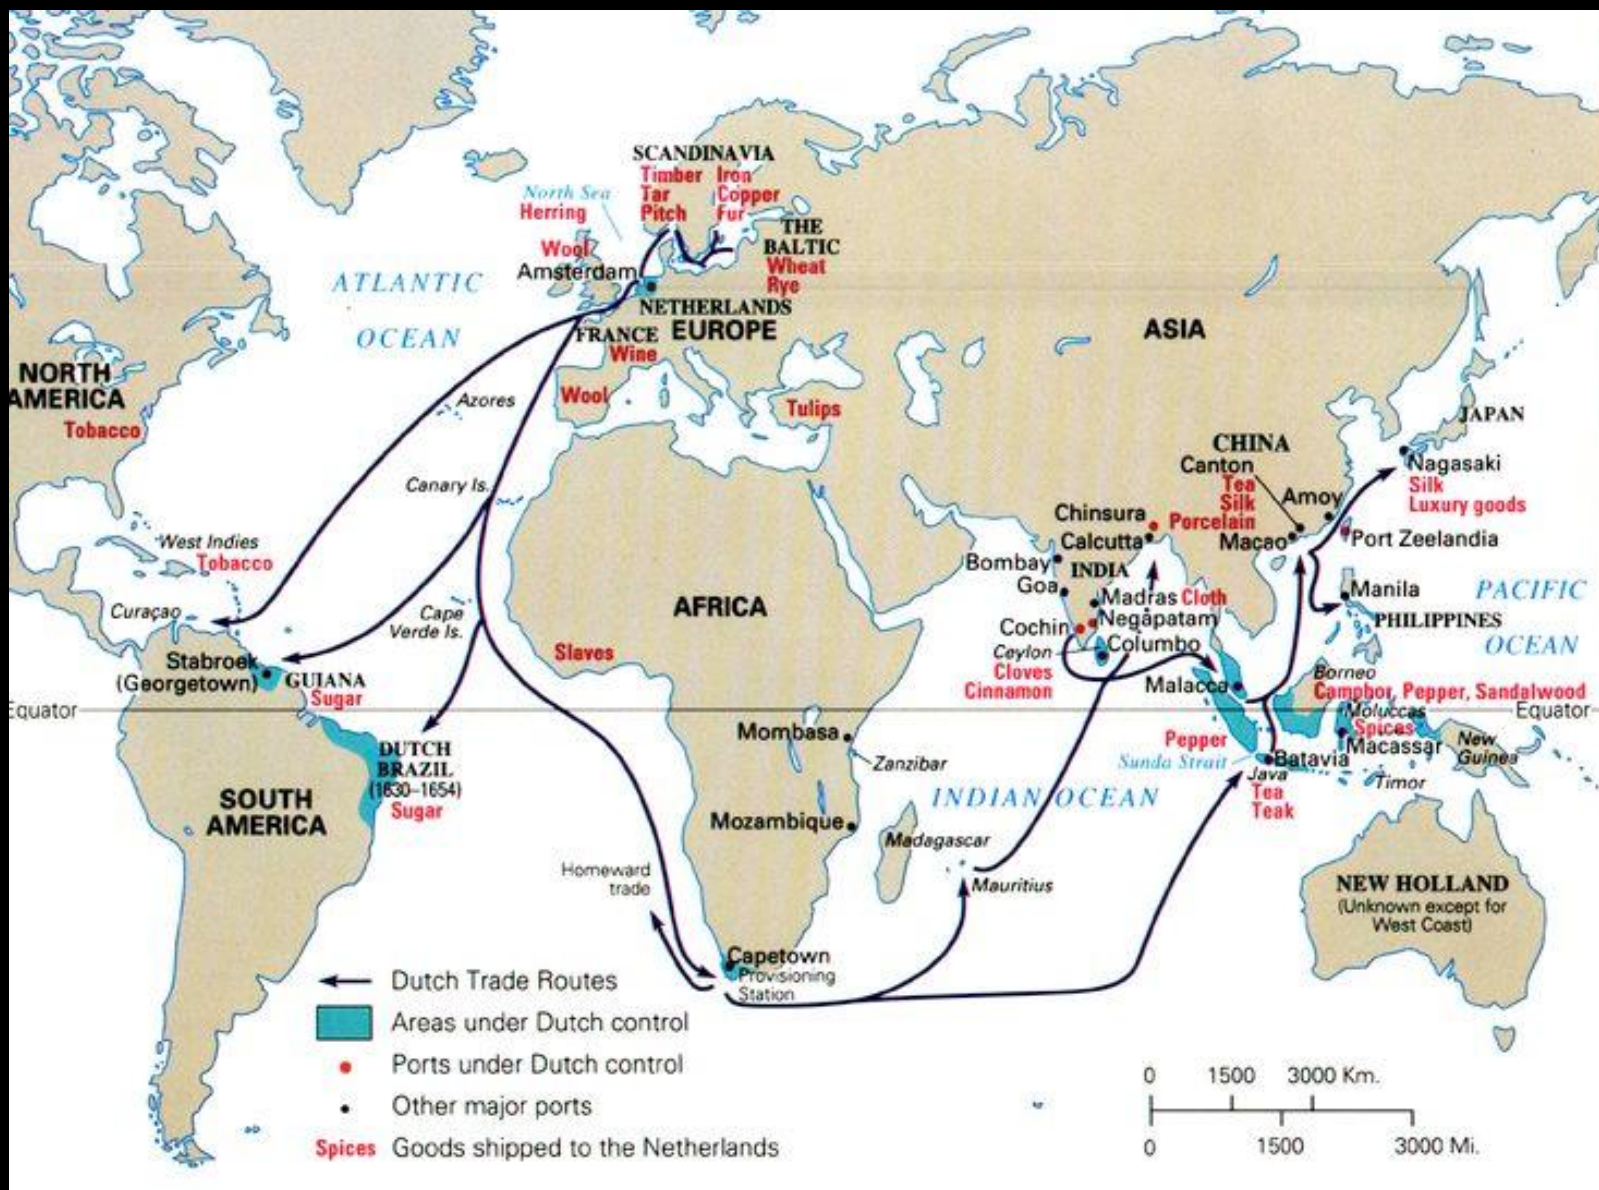 SCANDINAVIA
Timber Iron
Tar Copper
Pitch Fur
North Sea
Herring
THE
BALTIC
Wheat
Rye
Wool
Amsterdam
NETHERLANDS
EUROPE
FRANCE
Wine
Wool
Tulips
ATLANTIC
OCEAN
ASIA
NORTH
AMERICA
Tobacco
Azores
Canary Is.
West Indies
Tobacco
Curaçao
Cape
Verde Is.
Stabroek
(Georgetown)
GUIANA
Sugar
Equator
DUTCH
BRAZIL
(1630–1654)
Sugar
SOUTH
AMERICA
AFRICA
Slaves
Mombasa
Zanzibar
Mozambique
Madagascar
Mauritius
Homeward
trade
Capetown
Provisioning
Station
JAPAN
Nagasaki
Silk
Luxury goods
CHINA
Canton
Tea
Silk
Porcelain
Amoy
Macao
Port Zeelandia
Chinsura
Calcutta
Bombay
INDIA
Goa
Madras Cloth
Negapatam
Cochin
Columbo
Ceylon
Cloves
Cinnamon
Manila
PHILIPPINES
PACIFIC
OCEAN
Malacca
Borneo
Camphor, Pepper, Sandalwood
Moluccas
Spices
Equator
Macassar
New
Guinea
Pepper
Sunda Strait
Batavia
Java
Tea
Teak
Timor
INDIAN OCEAN
NEW HOLLAND
(Unknown except for
West Coast)
Dutch Trade Routes
Areas under Dutch control
Ports under Dutch control
Other major ports
Spices Goods shipped to the Netherlands
0 1500 3000 Km.
0 1500 3000 Mi.